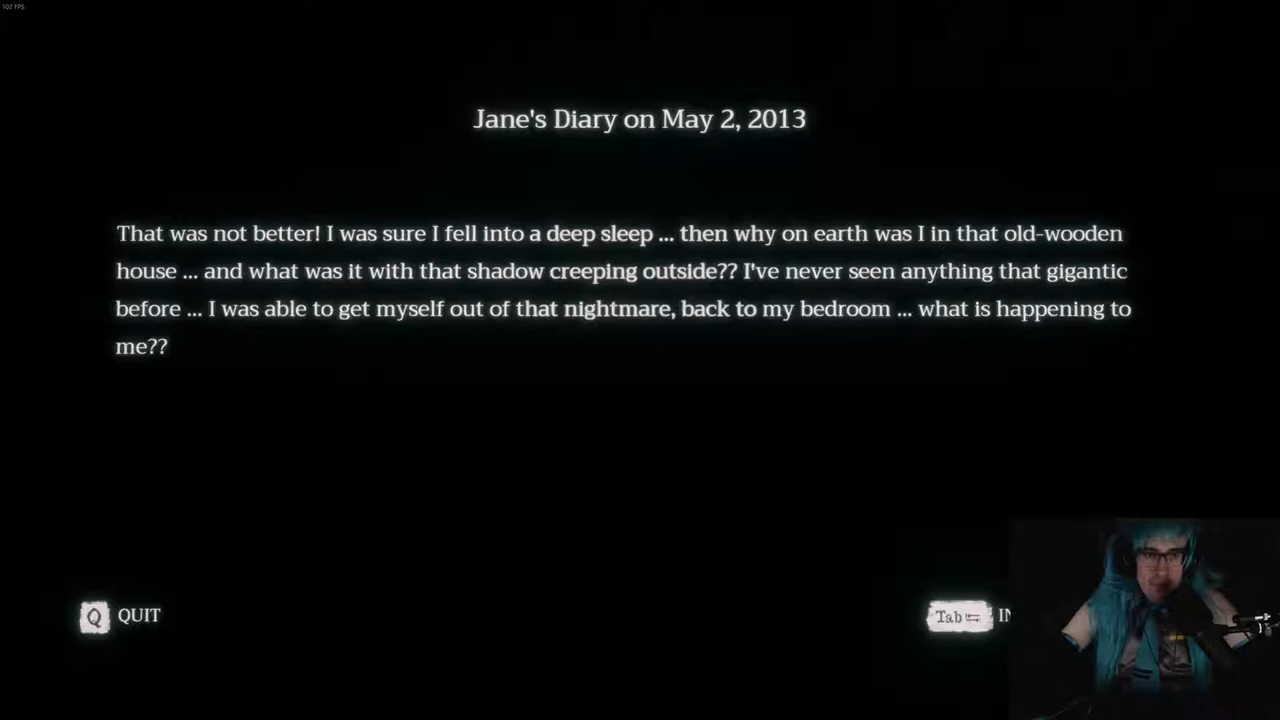 102 FPS
Jane's Diary on May 2, 2013
That was not better! I was sure I fell into a deep sleep ... then why on earth was I in that old-wooden
house ... and what was it with that shadow creeping outside?? I've never seen anything that gigantic
before ... I was able to get myself out of that nightmare, back to my bedroom ... what is happening to
me??
Q QUIT
Tab IN